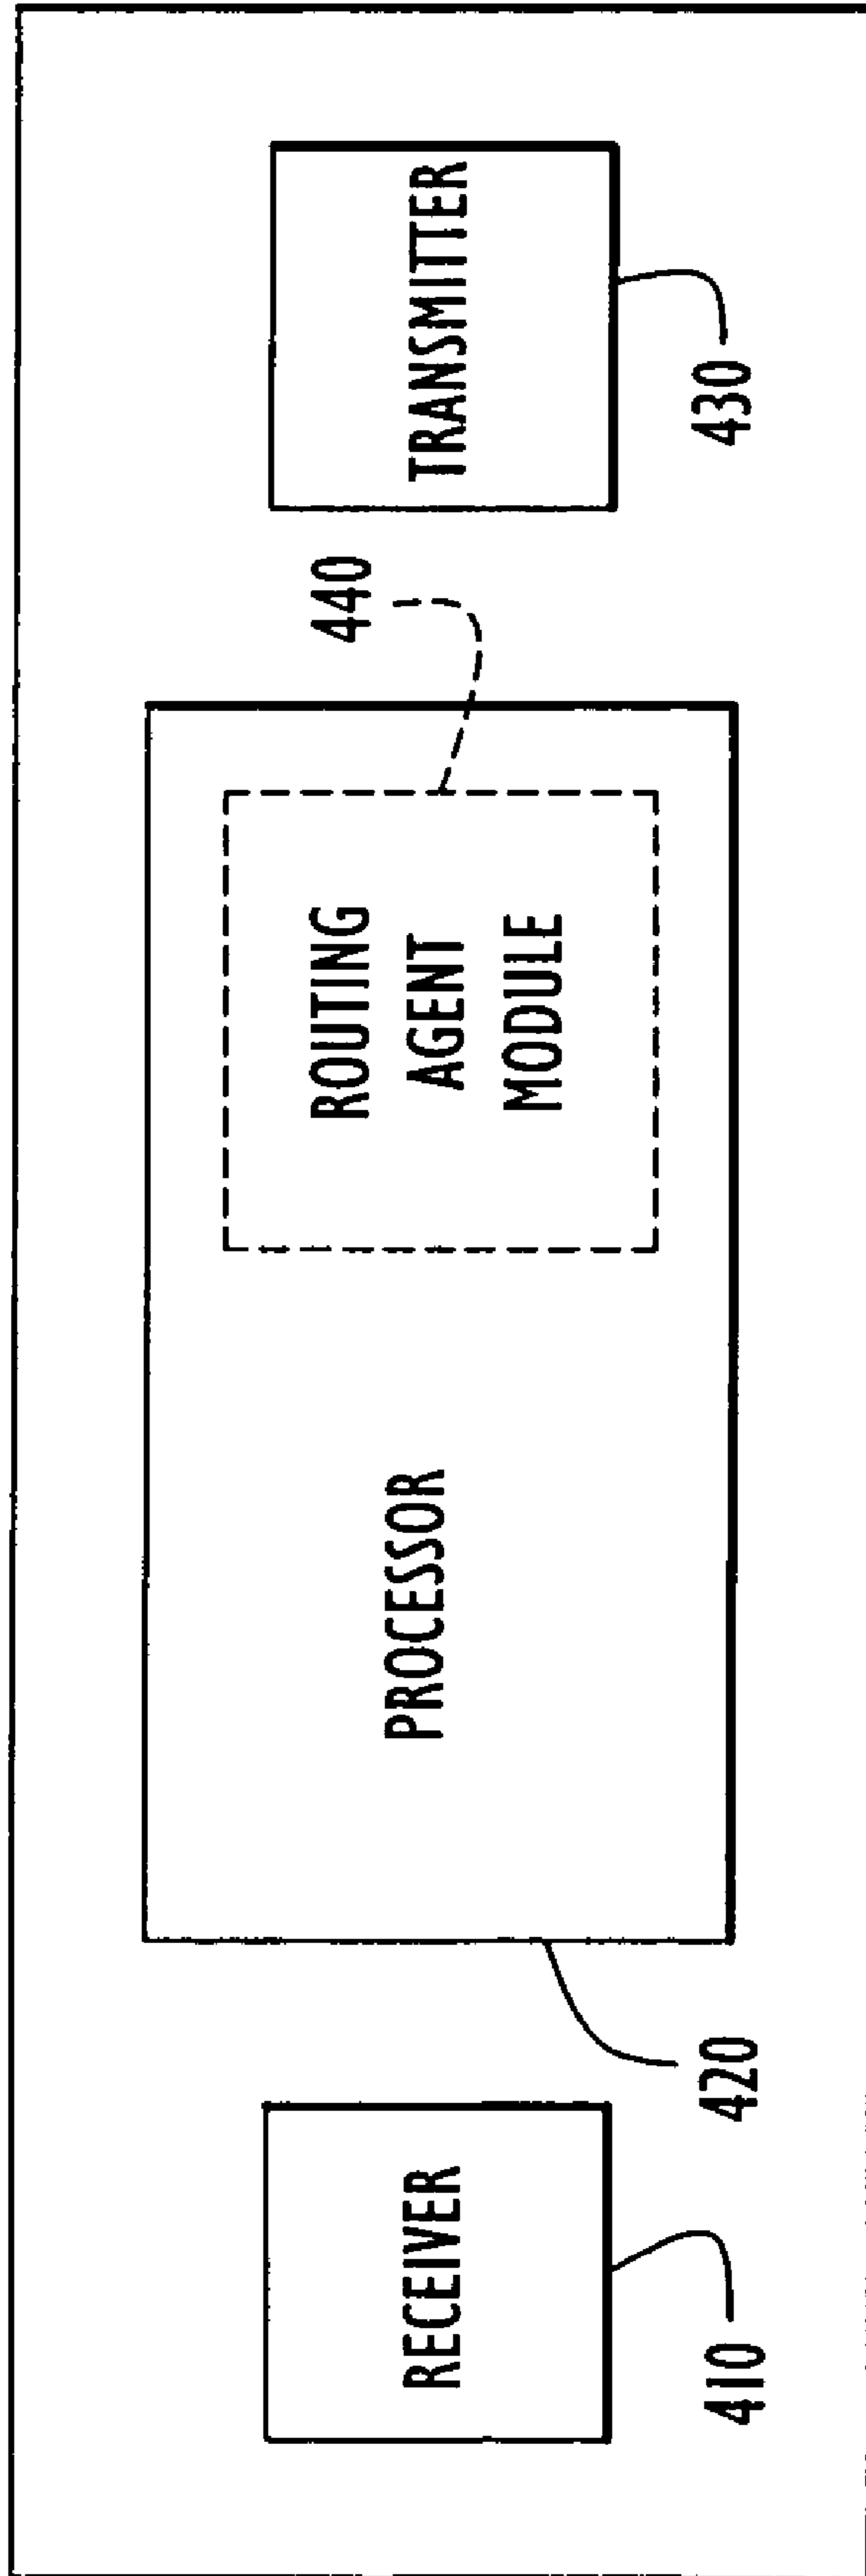 RECEIVER
410
PROCESSOR
420
ROUTING
AGENT
MODULE
440
TRANSMITTER
430